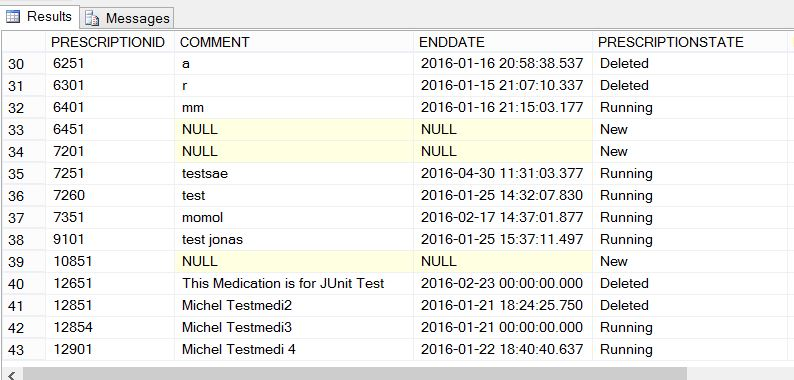 Results Messages
PRESCRIPTIONID COMMENT ENDDATE PRESCRIPTIONSTATE
30 6251 a 2016-01-16 20:58:38.537 Deleted
31 6301 r 2016-01-15 21:07:10.337 Deleted
32 6401 mm 2016-01-16 21:15:03.177 Running
33 6451 NULL NULL New
34 7201 NULL NULL New
35 7251 testsae 2016-04-30 11:31:03.377 Running
36 7260 test 2016-01-25 14:32:07.830 Running
37 7351 momol 2016-02-17 14:37:01.877 Running
38 9101 test jonas 2016-01-25 15:37:11.497 Running
39 10851 NULL NULL New
40 12651 This Medication is for JUnit Test 2016-02-23 00:00:00.000 Deleted
41 12851 Michel Testmedi2 2016-01-21 18:24:25.750 Deleted
42 12854 Michel Testmedi3 2016-01-21 00:00:00.000 Running
43 12901 Michel Testmedi 4 2016-01-22 18:40:40.637 Running